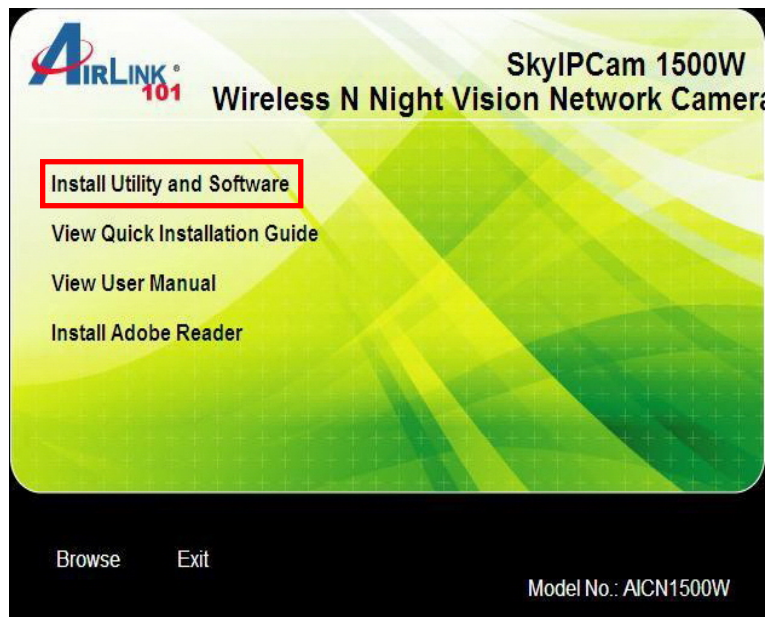 AIRLINK®
101
SkyIPCam 1500W
Wireless N Night Vision Network Camera
Install Utility and Software
View Quick Installation Guide
View User Manual
Install Adobe Reader
Browse Exit
Model No.: AICN1500W